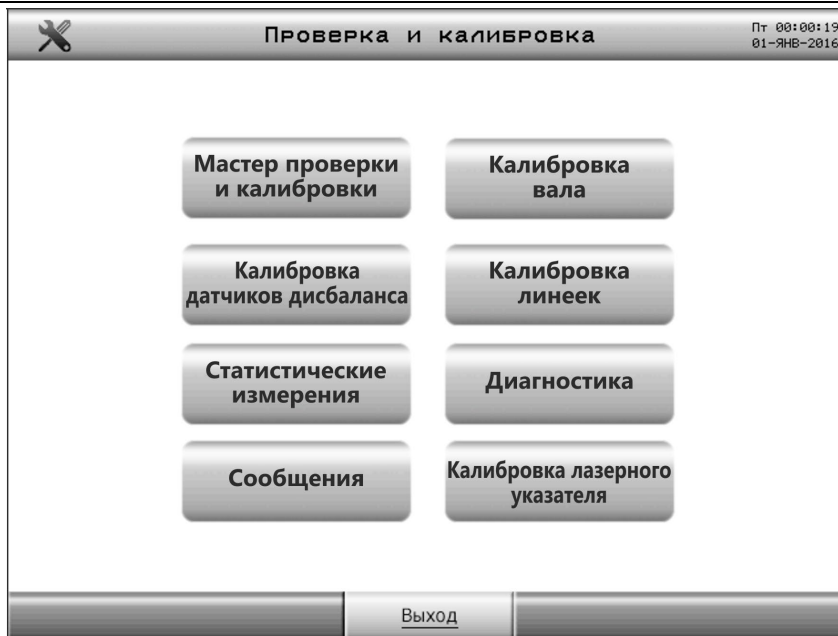 Проверка и калибровка
Пт 00:00:19
01-ЯНВ-2016
Мастер проверки
и калибровки
Калибровка
вала
Калибровка
датчиков дисбаланса
Калибровка
линеек
Статистические
измерения
Диагностика
Сообщения
Калибровка лазерного
указателя
Выход